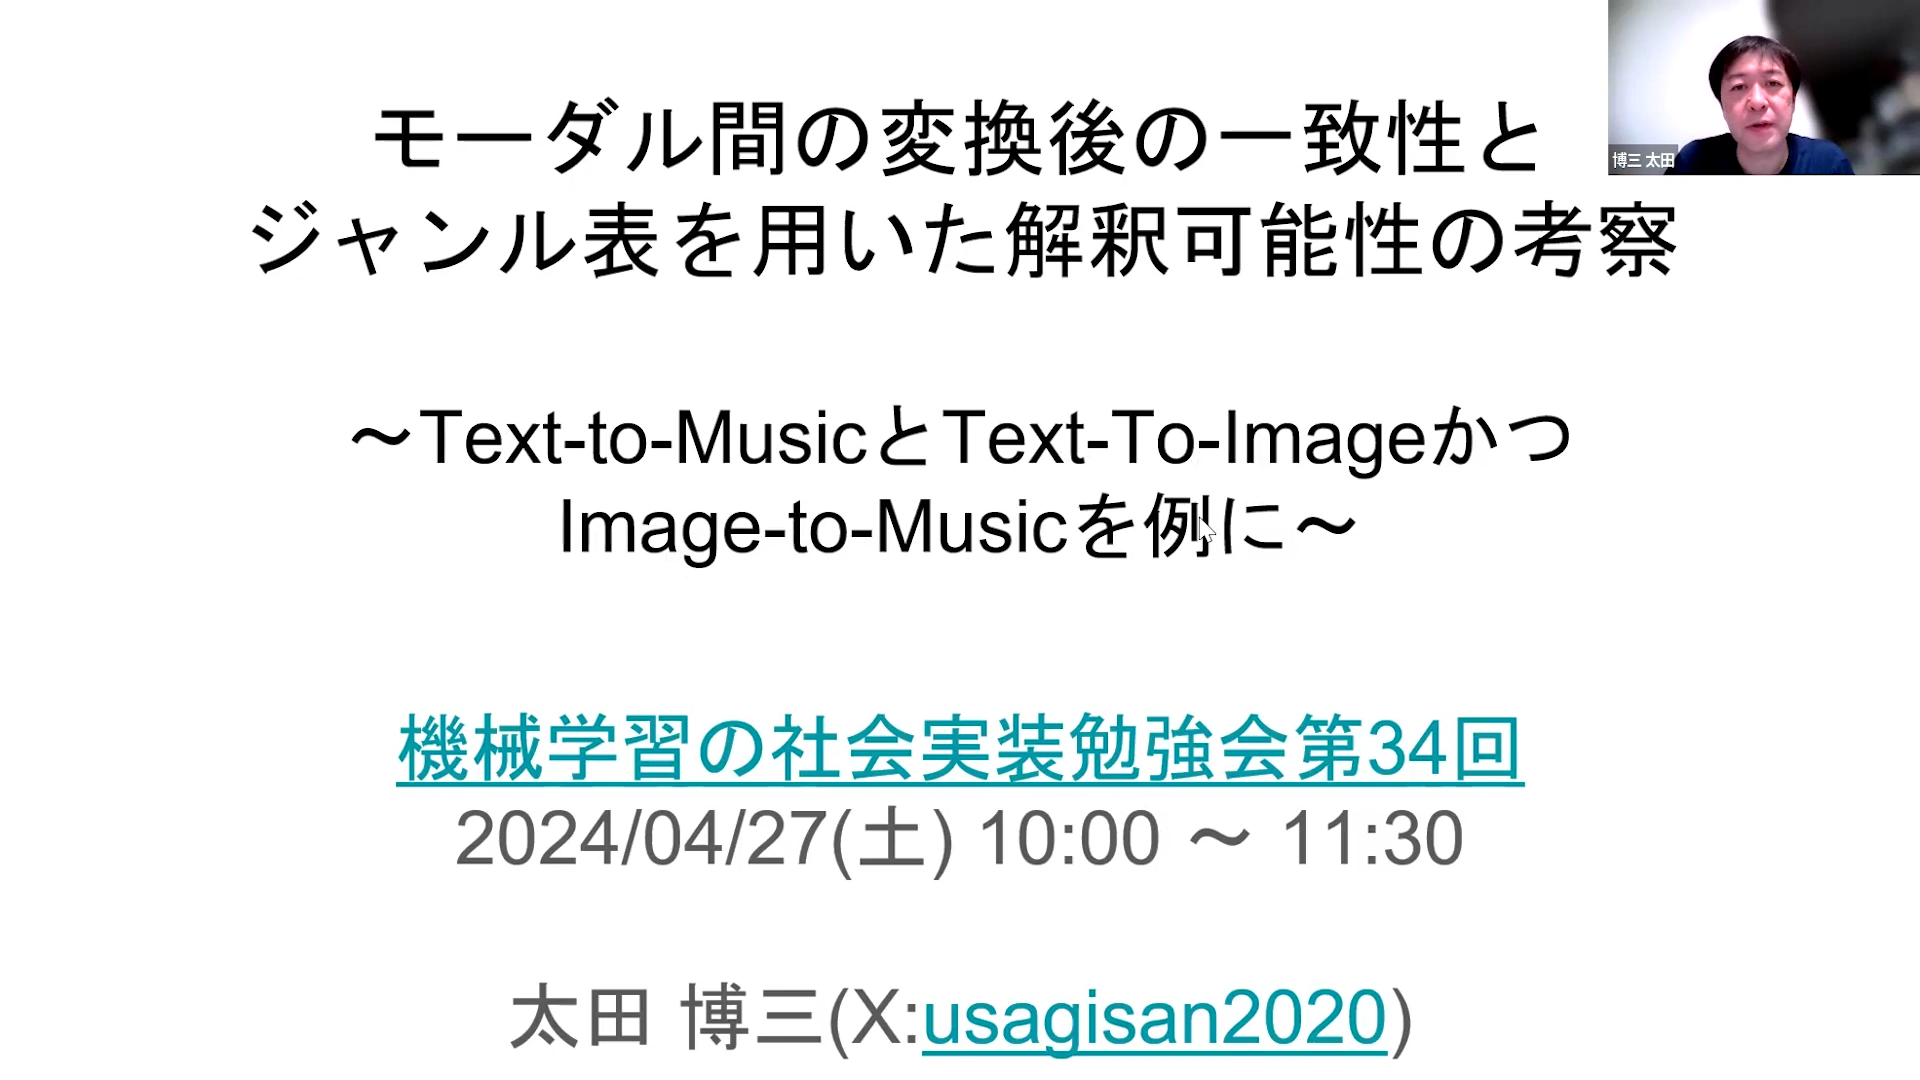 モーダル間の変換後の一致性と
ジャンル表を用いた解釈可能性の考察
～Text-to-MusicとText-To-Imageかつ
Image-to-Musicを例に～
機械学習の社会実装勉強会第34回
2024/04/27(土) 10:00 ～ 11:30
太田 博三(X:usagisan2020)
博三 太田